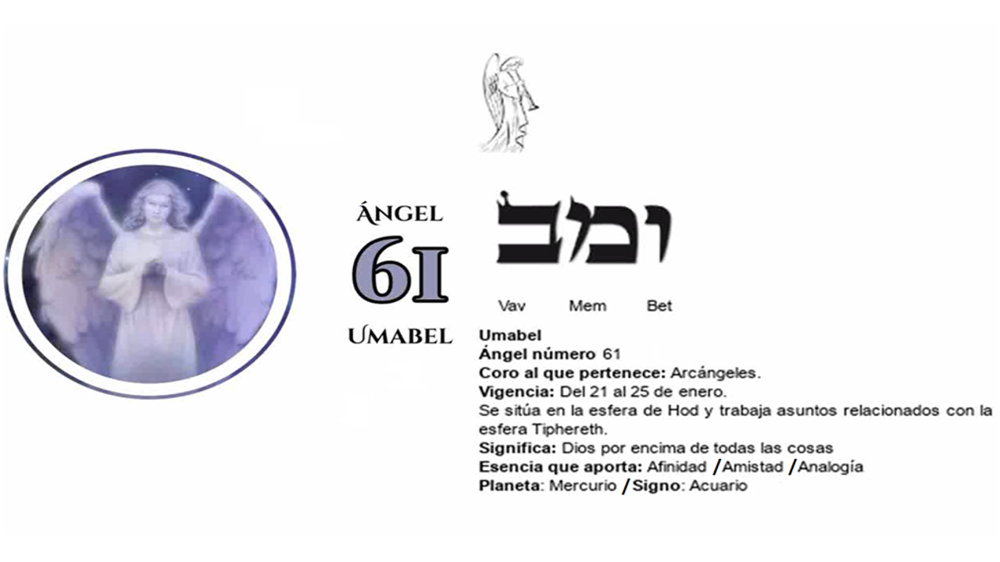 ÁNGEL
61
UMABEL
ומב
Vav Mem Bet
Umabel
Ángel número 61
Coro al que pertenece: Arcángeles.
Vigencia: Del 21 al 25 de enero.
Se sitúa en la esfera de Hod y trabaja asuntos relacionados con la
esfera Tiphereth.
Significa: Dios por encima de todas las cosas
Esencia que aporta: Afinidad /Amistad /Analogía
Planeta: Mercurio /Signo: Acuario